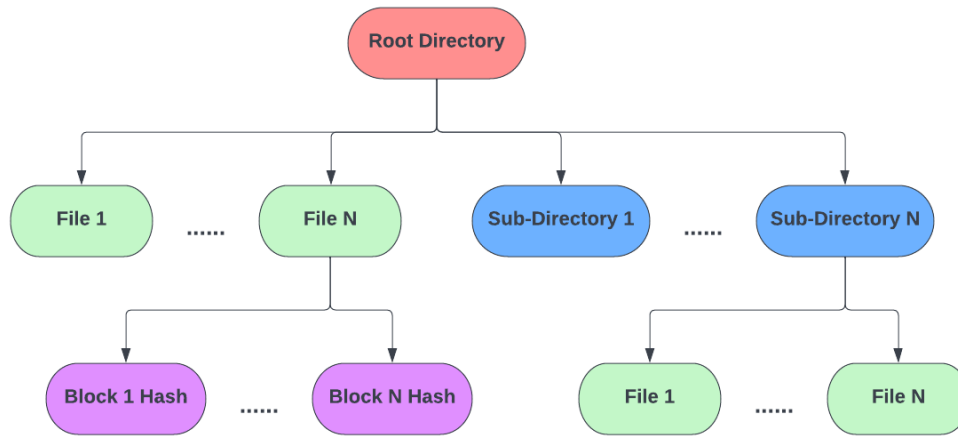 Root Directory
File 1
......
File N
Sub-Directory 1
......
Sub-Directory N
Block 1 Hash
......
Block N Hash
File 1
......
File N